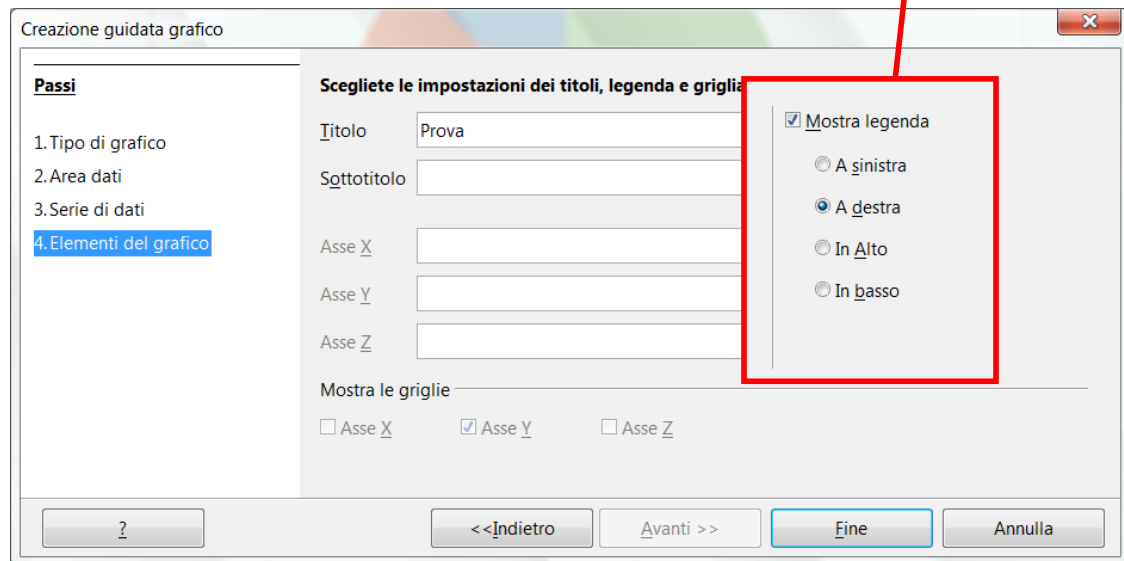 Creazione guidata grafico
Passi
1. Tipo di grafico
2. Area dati
3. Serie di dati
4. Elementi del grafico
Scegliete le impostazioni dei titoli, legenda e griglia
Titolo Prova
Sottotitolo
Asse X
Asse Y
Asse Z
Mostra legenda
A sinistra
A destra
In Alto
In basso
Mostra le griglie
Asse X Asse Y Asse Z
? <<Indietro Avanti >> Fine Annulla